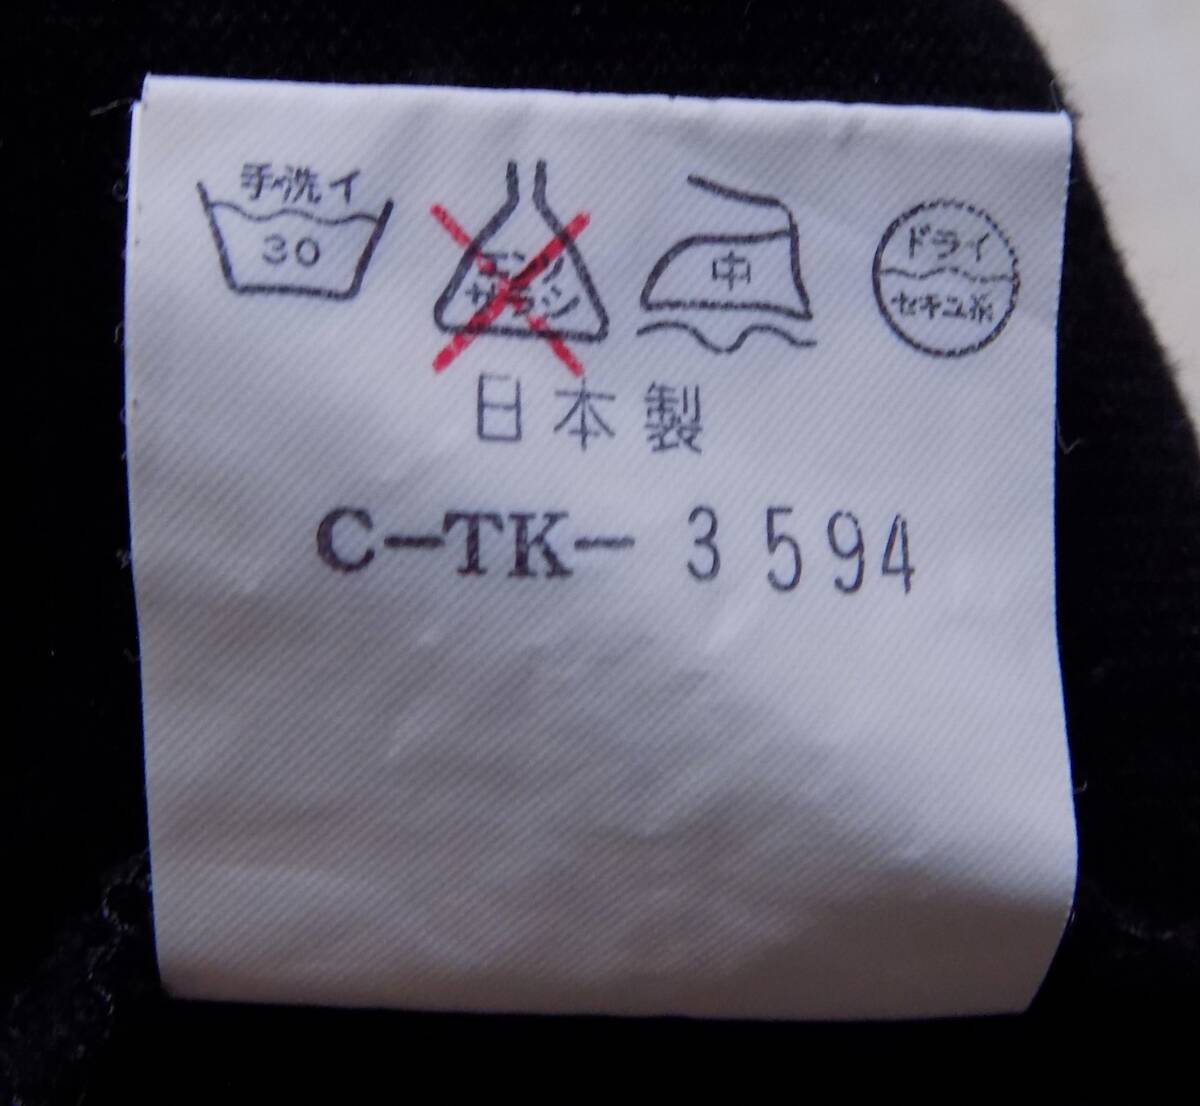 手洗イ
30
エンソ
サラシ
中
ドライ
セキユ系
日本製
C-TK- 3594